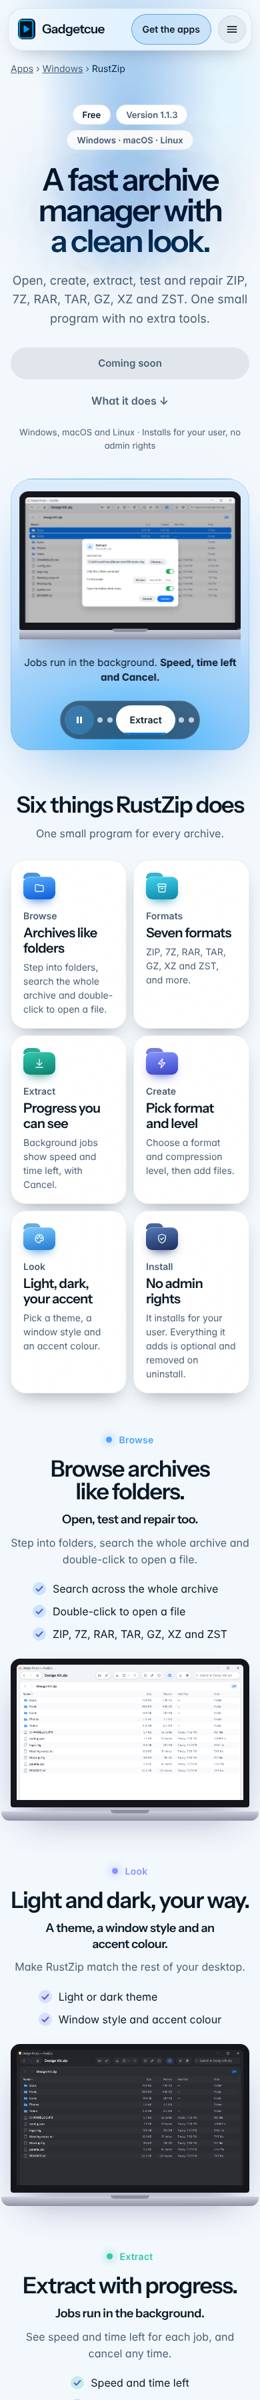 Gadgetcue
Get the apps
Apps › Windows › RustZip
Free
Version 1.1.3
Windows · macOS · Linux
A fast archive
manager with
a clean look.
Open, create, extract, test and repair ZIP,
7Z, RAR, TAR, GZ, XZ and ZST. One small
program with no extra tools.
Coming soon
What it does ↓
Windows, macOS and Linux · Installs for your user, no
admin rights
Jobs run in the background. Speed, time left
and Cancel.
Extract
Six things RustZip does
One small program for every archive.
Browse
Archives like
folders
Step into folders,
search the whole
archive and double-
click to open a file.
Formats
Seven formats
ZIP, 7Z, RAR, TAR,
GZ, XZ and ZST,
and more.
Extract
Progress you
can see
Background jobs
show speed and
time left, with
Cancel.
Create
Pick format
and level
Choose a format
and compression
level, then add files.
Look
Light, dark,
your accent
Pick a theme, a
window style and
an accent colour.
Install
No admin
rights
It installs for your
user. Everything it
adds is optional and
removed on
uninstall.
Browse
Browse archives
like folders.
Open, test and repair too.
Step into folders, search the whole archive and
double-click to open a file.
Search across the whole archive
Double-click to open a file
ZIP, 7Z, RAR, TAR, GZ, XZ and ZST
Look
Light and dark, your way.
A theme, a window style and an
accent colour.
Make RustZip match the rest of your desktop.
Light or dark theme
Window style and accent colour
Extract
Extract with progress.
Jobs run in the background.
See speed and time left for each job, and
cancel any time.
Speed and time left